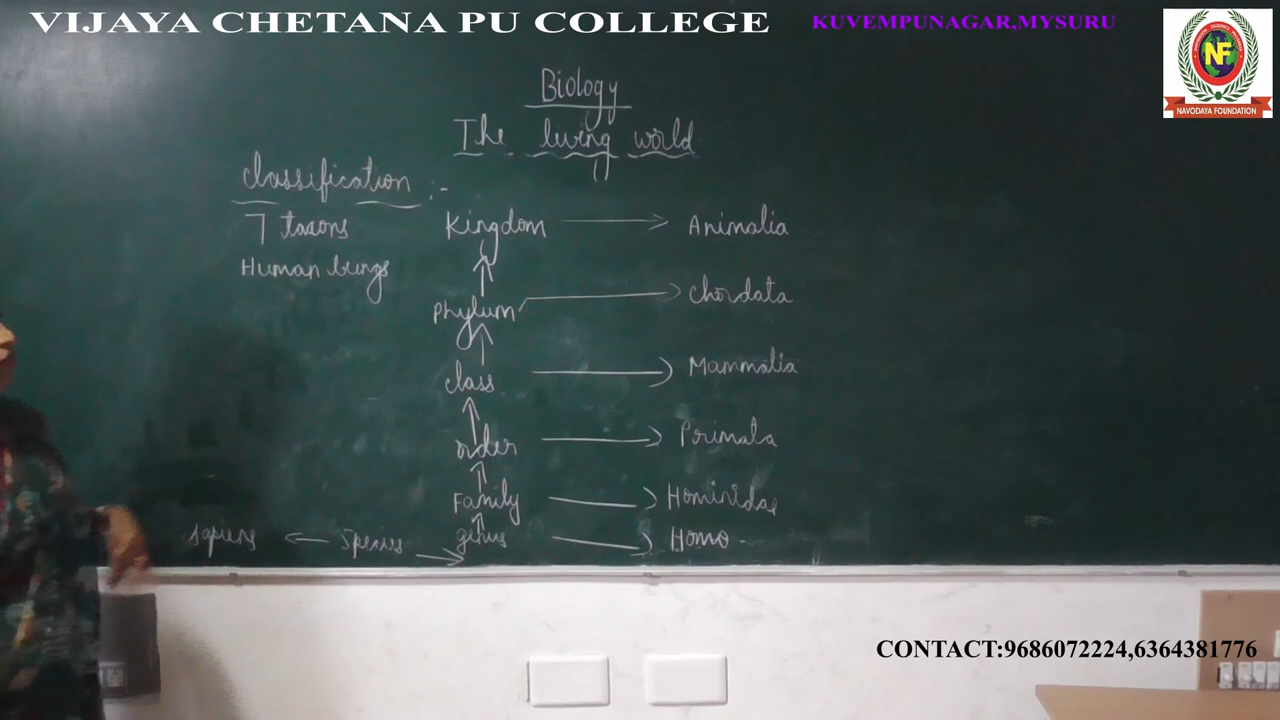 VIJAYA CHETANA PU COLLEGE
KUVEMPUNAGAR,MYSURU
NF
NAVODAYA FOUNDATION
Biology
The living world
Classification :-
7 taxons
Human beings
Kingdom → Animalia
Phylum → Chordata
class → Mammalia
order → Primata
Family → Hominidae
genus → Homo
sapiens ← Species →
CONTACT:9686072224,6364381776